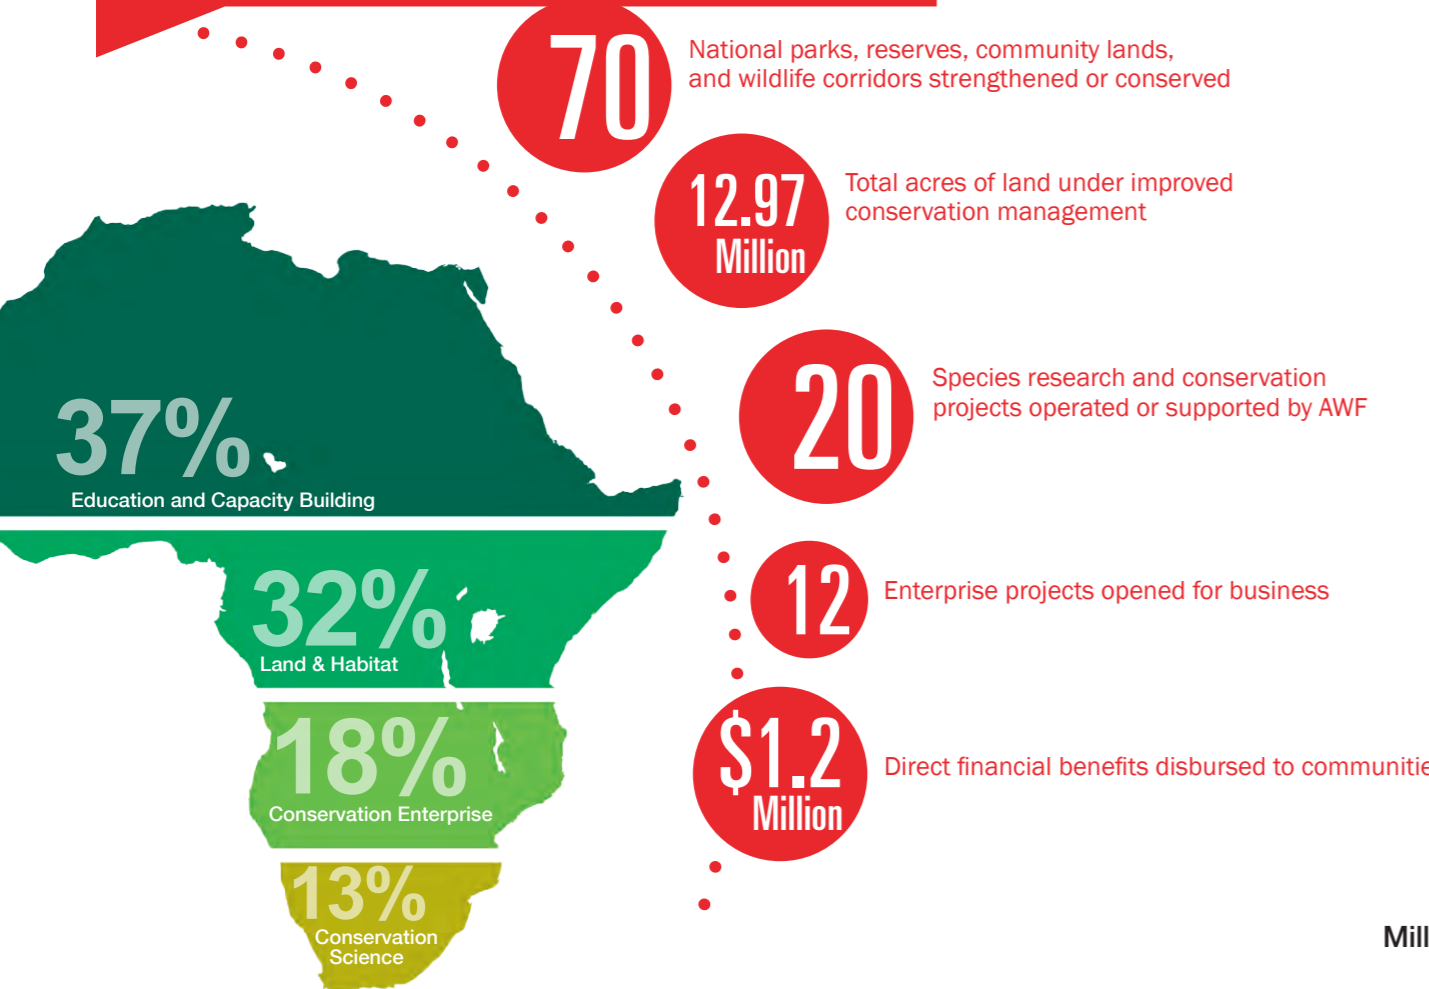 70
National parks, reserves, community lands,
and wildlife corridors strengthened or conserved
12.97
Million
Total acres of land under improved
conservation management
20
Species research and conservation
projects operated or supported by AWF
12
Enterprise projects opened for business
$1.2
Million
Direct financial benefits disbursed to communitie
37%
Education and Capacity Building
32%
Land & Habitat
18%
Conservation Enterprise
13%
Conservation
Science
Mill